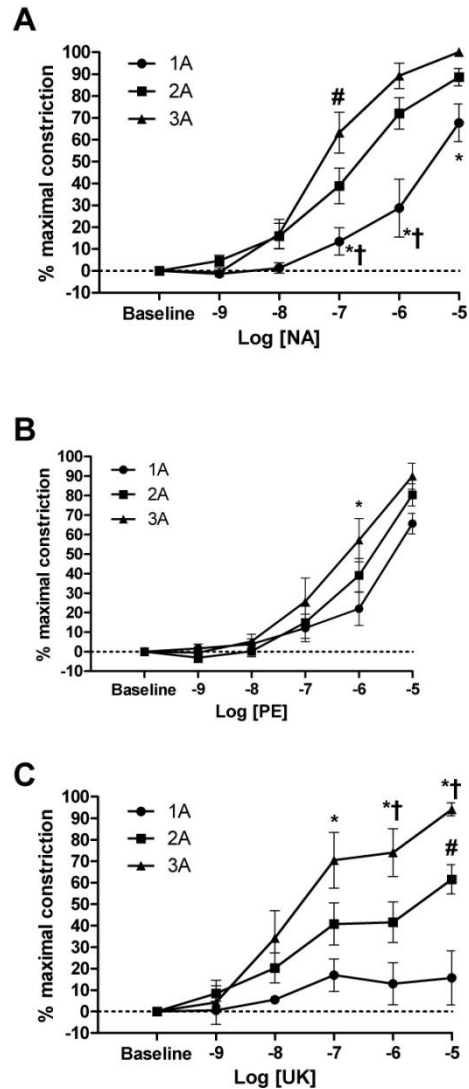 A
1A
2A
3A
% maximal constriction
100
90
80
70
60
50
40
30
20
10
0
-10
#
*†
*†
*
Baseline -9 -8 -7 -6 -5
Log [NA]
B
1A
2A
3A
% maximal constriction
100
90
80
70
60
50
40
30
20
10
0
-10
*
Baseline -9 -8 -7 -6 -5
Log [PE]
C
1A
2A
3A
% maximal constriction
100
90
80
70
60
50
40
30
20
10
0
-10
*
*†
*†
#
Baseline -9 -8 -7 -6 -5
Log [UK]